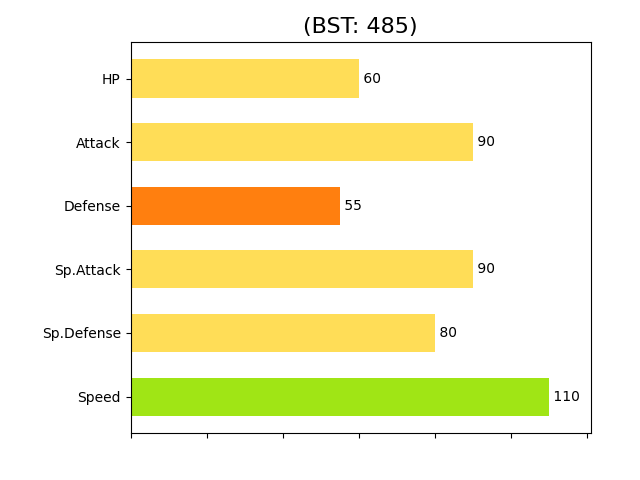 (BST: 485)
HP 60
Attack 90
Defense 55
Sp.Attack 90
Sp.Defense 80
Speed 110